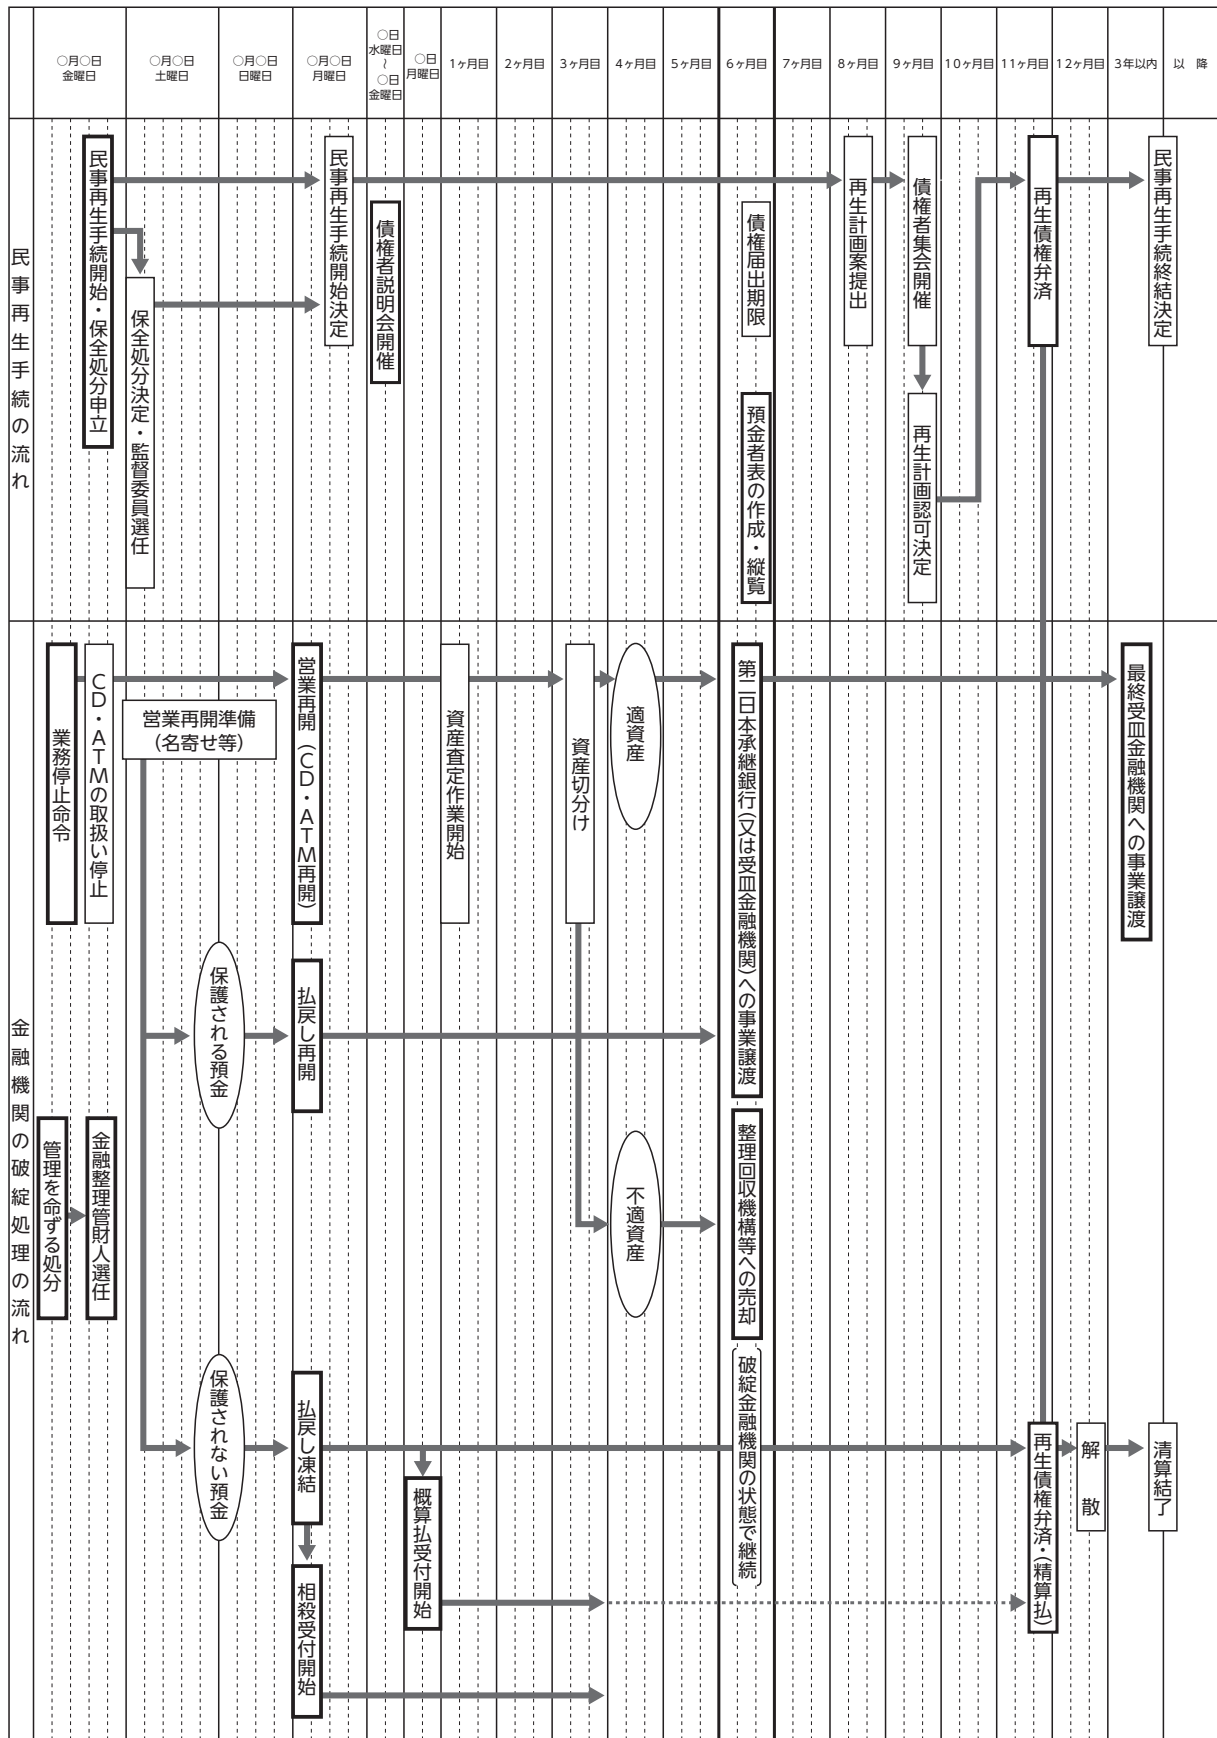 ○月○日
金曜日
○月○日
土曜日
○月○日
日曜日
○月○日
月曜日
○日
水曜日
〜
○日
金曜日
○日
月曜日
1ヶ月目
2ヶ月目
3ヶ月目
4ヶ月目
5ヶ月目
6ヶ月目
7ヶ月目
8ヶ月目
9ヶ月目
10ヶ月目
11ヶ月目
12ヶ月目
3年以内
以　降
民事再生手続の流れ
民事再生手続開始・保全処分申立
保全処分決定・監督委員選任
民事再生手続開始決定
債権者説明会開催
債権届出期限
預金者表の作成・縦覧
再生計画案提出
債権者集会開催
再生計画認可決定
再生債権弁済
民事再生手続終結決定
金融機関の破綻処理の流れ
業務停止命令
CD・ATMの取扱い停止
営業再開準備
（名寄せ等）
営業再開（CD・ATM再開）
資産査定作業開始
資産切分け
適資産
第二日本承継銀行（又は受皿金融機関）への事業譲渡
最終受皿金融機関への事業譲渡
保護される預金
払戻し再開
管理を命ずる処分
金融整理管財人選任
不適資産
整理回収機構等への売却
保護されない預金
払戻し凍結
概算払受付開始
相殺受付開始
破綻金融機関の状態で継続
再生債権弁済・（精算払）
解　散
清算結了